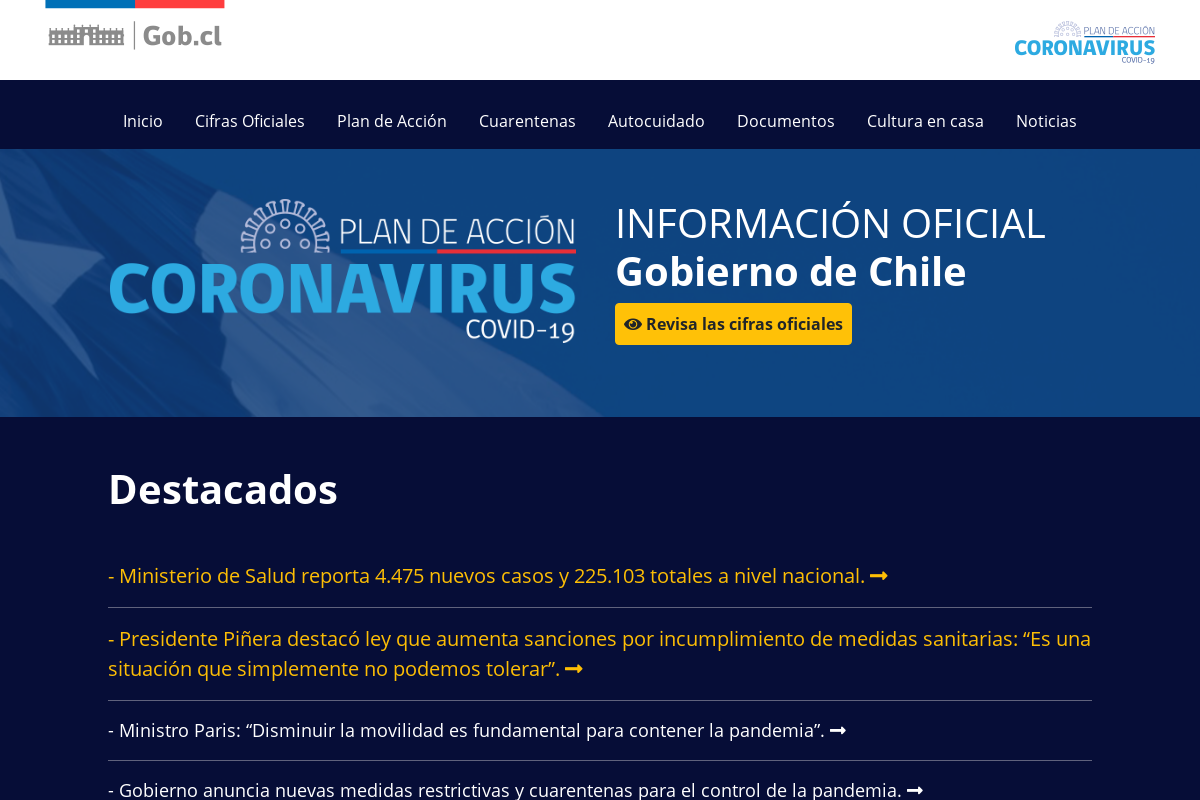 Gob.cl
PLAN DE ACCIÓN
CORONAVIRUS
COVID-19
Inicio Cifras Oficiales Plan de Acción Cuarentenas Autocuidado Documentos Cultura en casa Noticias
PLAN DE ACCIÓN
CORONAVIRUS
COVID-19
INFORMACIÓN OFICIAL
Gobierno de Chile
Revisa las cifras oficiales
Destacados
- Ministerio de Salud reporta 4.475 nuevos casos y 225.103 totales a nivel nacional.
- Presidente Piñera destacó ley que aumenta sanciones por incumplimiento de medidas sanitarias: “Es una
situación que simplemente no podemos tolerar”.
- Ministro Paris: “Disminuir la movilidad es fundamental para contener la pandemia”.
- Gobierno anuncia nuevas medidas restrictivas y cuarentenas para el control de la pandemia.